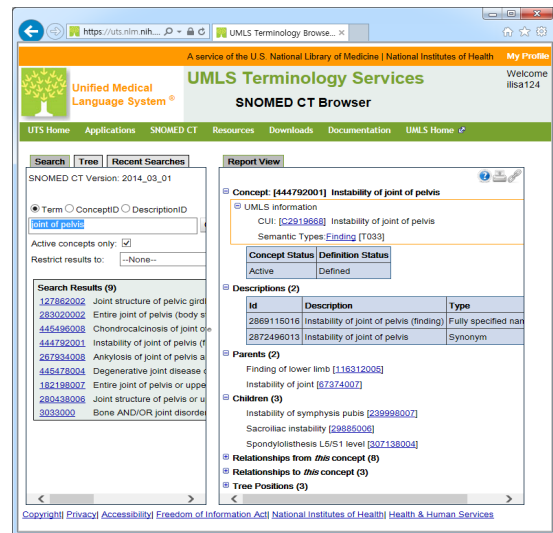 https://uts.nlm.nih....
UMLS Terminology Browse...
A service of the U.S. National Library of Medicine | National Institutes of Health My Profile
Unified Medical
Language System ®
UMLS Terminology Services
SNOMED CT Browser
Welcome
ilisa124
UTS Home Applications SNOMED CT Resources Downloads Documentation UMLS Home
Search Tree Recent Searches
SNOMED CT Version: 2014_03_01
Term ConceptID DescriptionID
joint of pelvis
Active concepts only:
Restrict results to: --None--
Search Results (9)
127862002 Joint structure of pelvic gird
283020002 Entire joint of pelvis (body s
445496008 Chondrocalcinosis of joint o
444792001 Instability of joint of pelvis (f
267934008 Ankylosis of joint of pelvis a
445478004 Degenerative joint disease
182198007 Entire joint of pelvis or uppe
280438006 Joint structure of pelvis or u
3033000 Bone AND/OR joint disorder
Report View
Concept: [444792001] Instability of joint of pelvis
UMLS information
CUI: [C2919668] Instability of joint of pelvis
Semantic Types:Finding [T033]
Concept Status Definition Status
Active Defined
Descriptions (2)
Id Description Type
2869115016 Instability of joint of pelvis (finding) Fully specified nam
2872496013 Instability of joint of pelvis Synonym
Parents (2)
Finding of lower limb [116312005]
Instability of joint [67374007]
Children (3)
Instability of symphysis pubis [239998007]
Sacroiliac instability [29885006]
Spondylolisthesis L5/S1 level [307138004]
Relationships from this concept (8)
Relationships to this concept (3)
Tree Positions (3)
Copyright| Privacy| Accessibility| Freedom of Information Act| National Institutes of Health| Health & Human Services